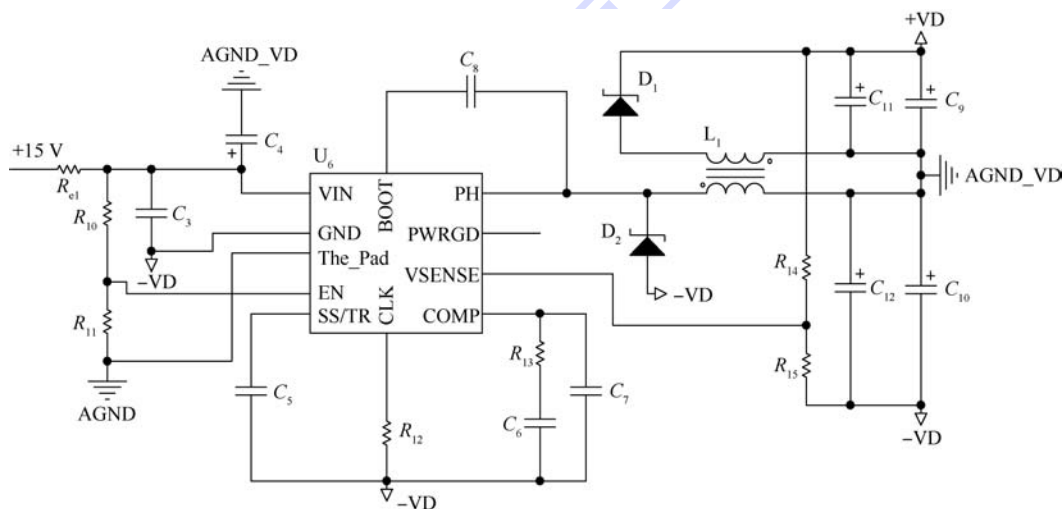 +VD
AGND_VD
C8
D1
C11
C9
+15 V
C4
U6
L1
Re1
VIN
BOOT
PH
AGND_VD
R10
C3
GND
PWRGD
D2
The_Pad
-VD
VSENSE
R14
-VD
C12
C10
EN
R11
SS/TR
CLK
COMP
R13
R15
AGND
C5
R12
C6
C7
-VD
-VD